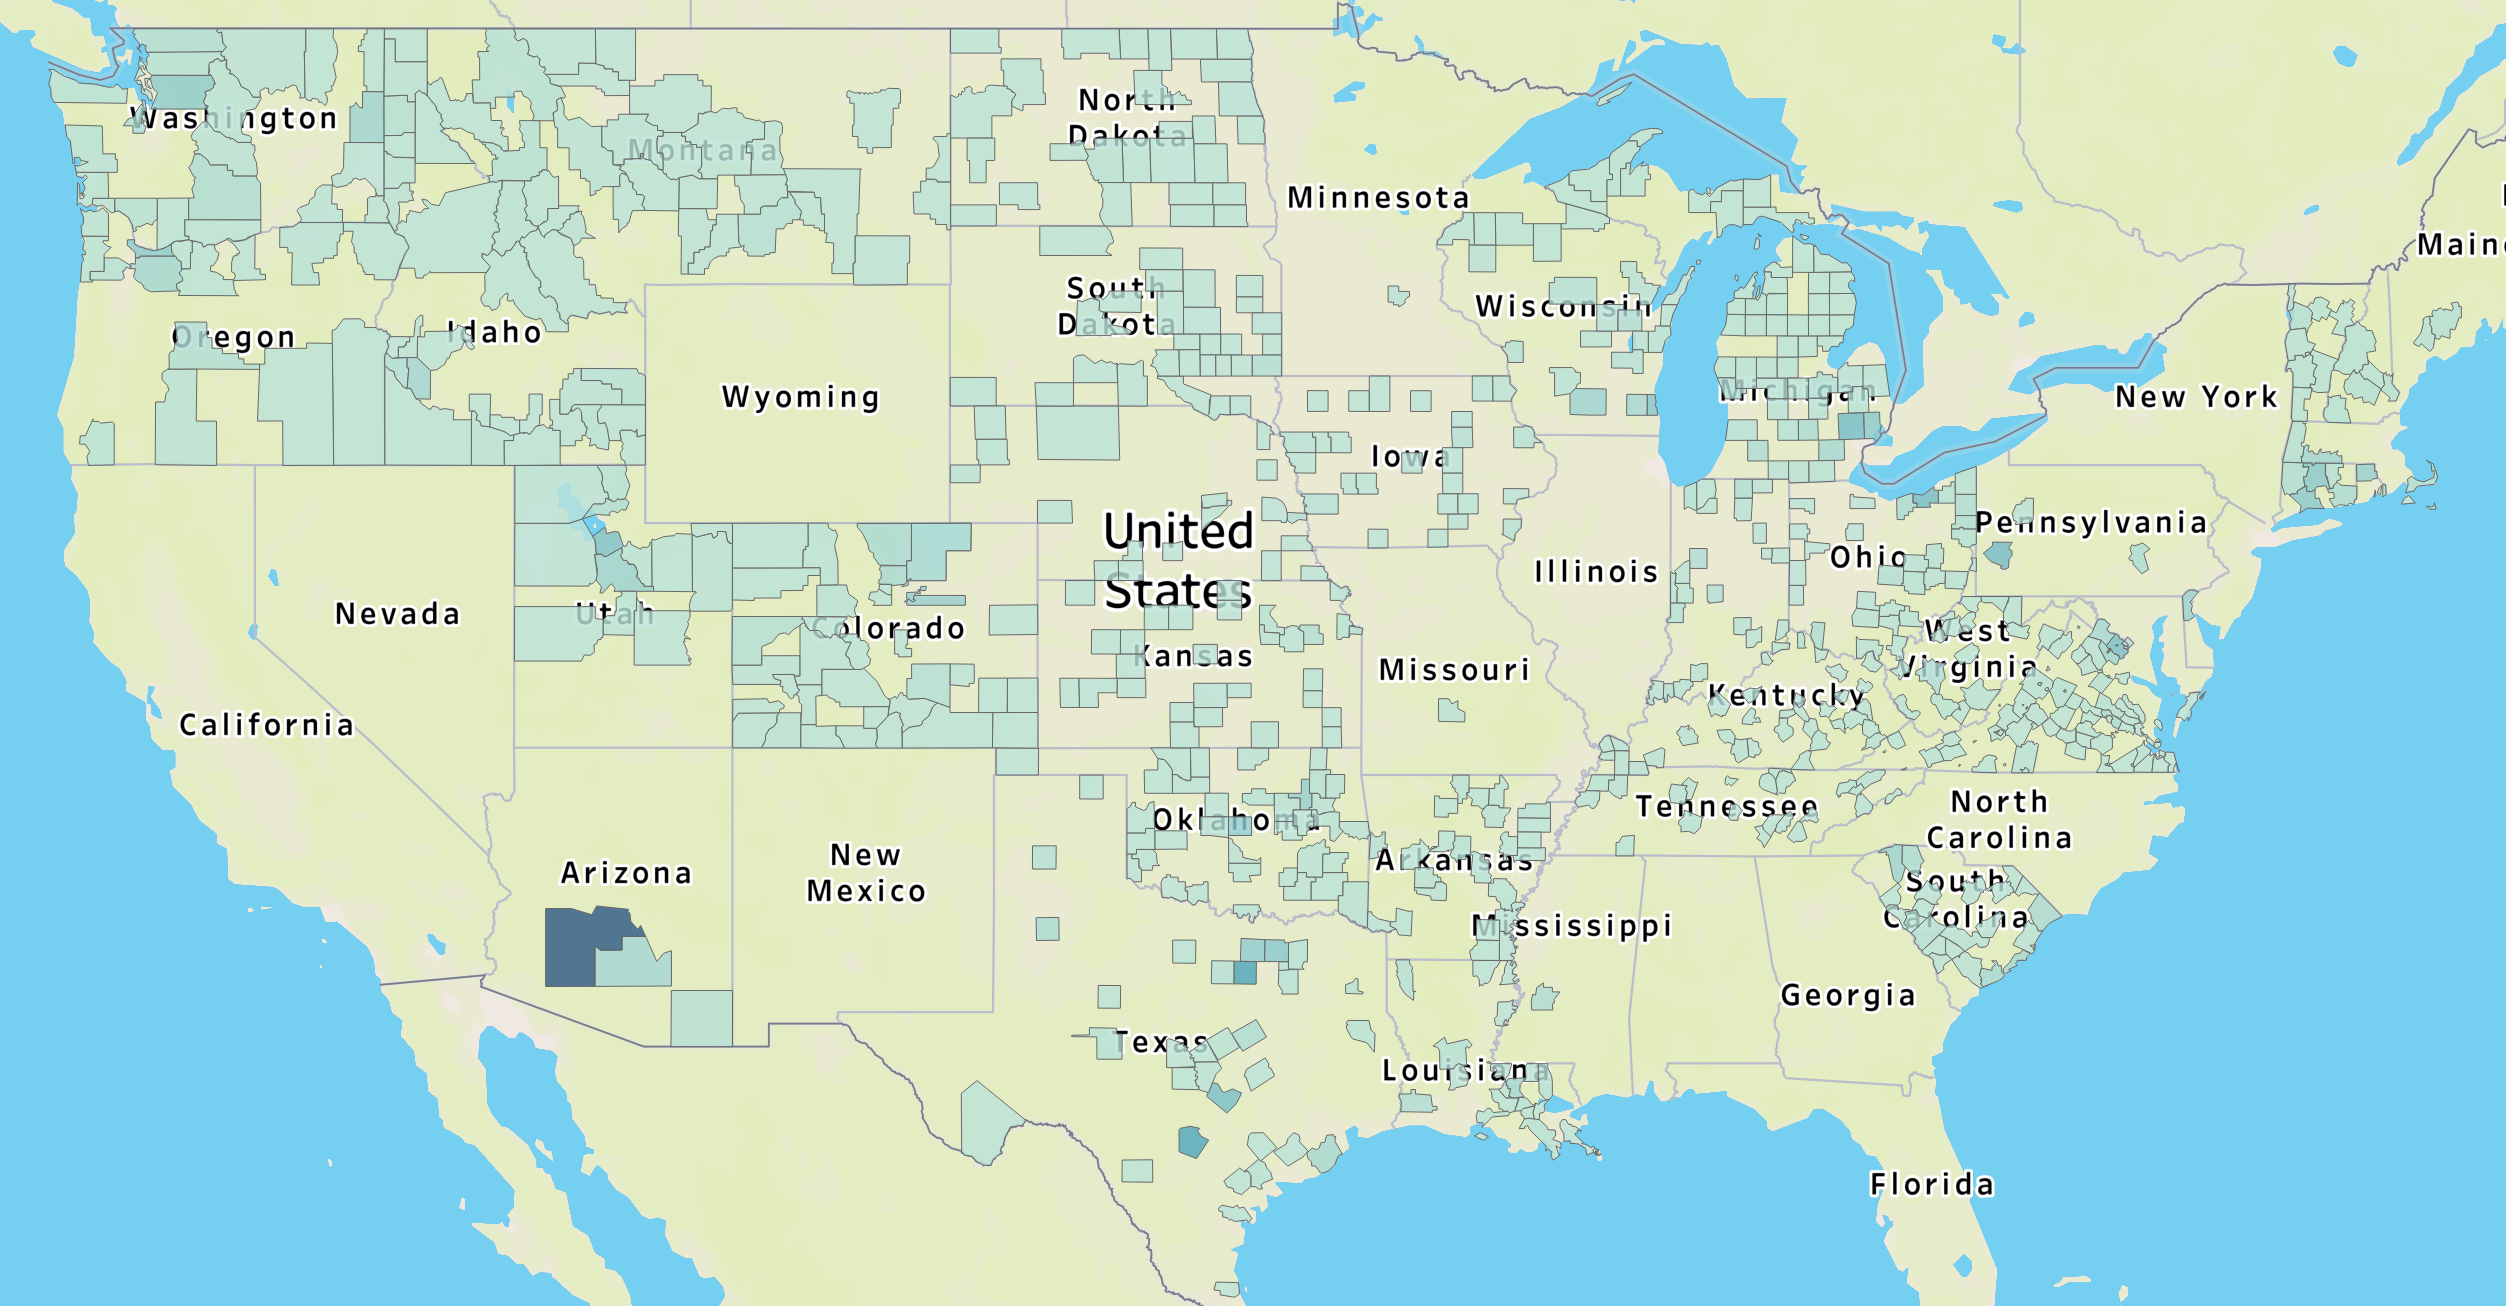 Washington
Montana
North
Dakota
Minnesota
Maine
South
Dakota
Wisconsin
Oregon
Idaho
Wyoming
Michigan
New York
Iowa
United
States
Pennsylvania
Ohio
Illinois
Nevada
Utah
Colorado
Kansas
West
Virginia
Missouri
Kentucky
California
Oklahoma
Tennessee
North
Carolina
Arizona
New
Mexico
Arkansas
South
Carolina
Mississippi
Georgia
Texas
Louisiana
Florida